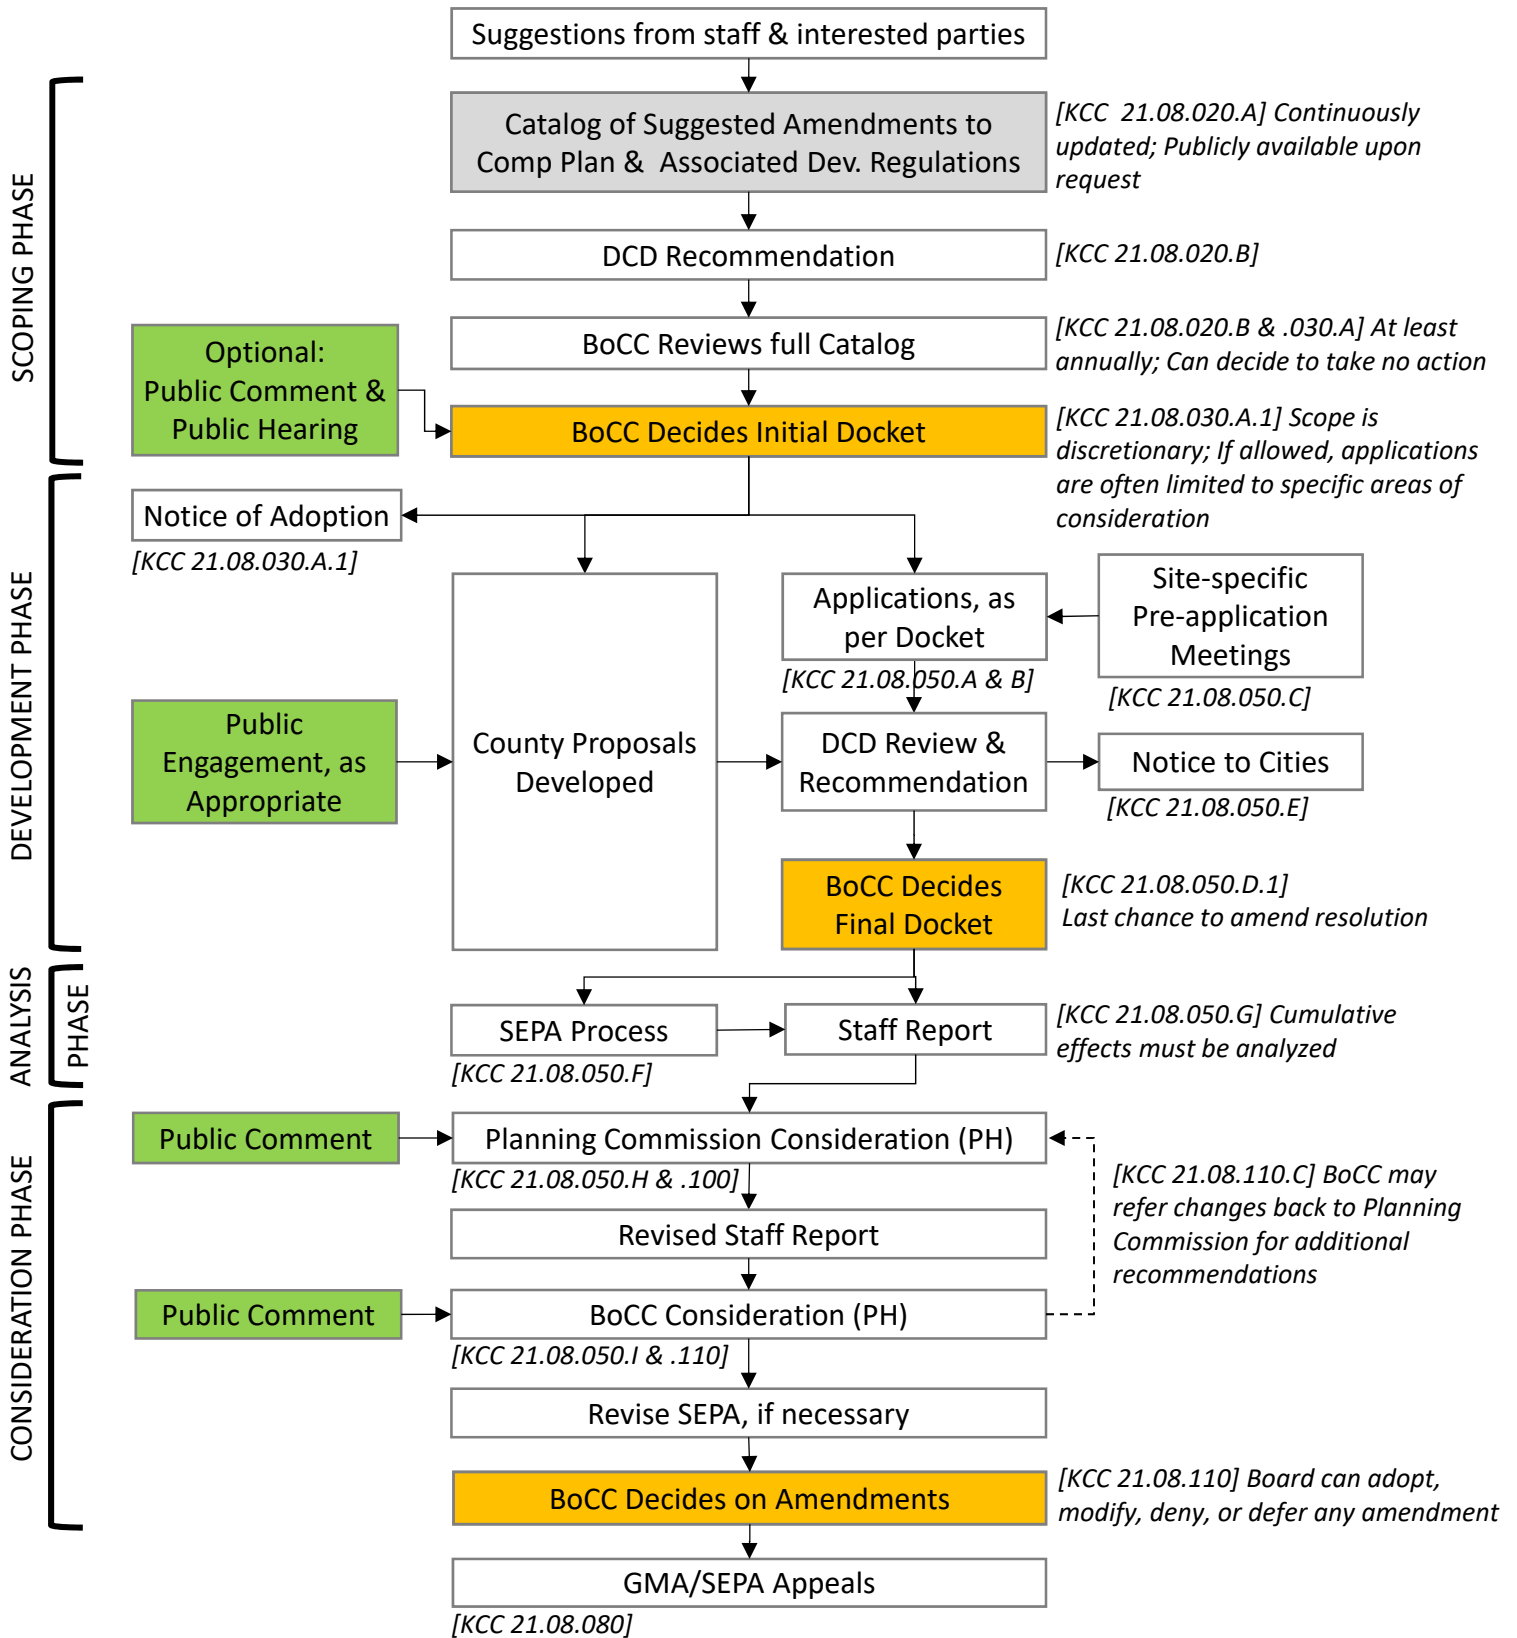 Suggestions from staff & interested parties
SCOPING PHASE
Catalog of Suggested Amendments to
Comp Plan & Associated Dev. Regulations
[KCC 21.08.020.A] Continuously
updated; Publicly available upon
request
DCD Recommendation
[KCC 21.08.020.B]
BoCC Reviews full Catalog
[KCC 21.08.020.B & .030.A] At least
annually; Can decide to take no action
Optional:
Public Comment &
Public Hearing
BoCC Decides Initial Docket
[KCC 21.08.030.A.1] Scope is
discretionary; If allowed, applications
are often limited to specific areas of
consideration
DEVELOPMENT PHASE
Notice of Adoption
[KCC 21.08.030.A.1]
Applications, as
per Docket
[KCC 21.08.050.A & B]
Site-specific
Pre-application
Meetings
[KCC 21.08.050.C]
Public
Engagement, as
Appropriate
County Proposals
Developed
DCD Review &
Recommendation
Notice to Cities
[KCC 21.08.050.E]
BoCC Decides
Final Docket
[KCC 21.08.050.D.1]
Last chance to amend resolution
ANALYSIS
PHASE
SEPA Process
[KCC 21.08.050.F]
Staff Report
[KCC 21.08.050.G] Cumulative
effects must be analyzed
CONSIDERATION PHASE
Public Comment
Planning Commission Consideration (PH)
[KCC 21.08.050.H & .100]
[KCC 21.08.110.C] BoCC may
refer changes back to Planning
Commission for additional
recommendations
Revised Staff Report
Public Comment
BoCC Consideration (PH)
[KCC 21.08.050.I & .110]
Revise SEPA, if necessary
BoCC Decides on Amendments
[KCC 21.08.110] Board can adopt,
modify, deny, or defer any amendment
GMA/SEPA Appeals
[KCC 21.08.080]